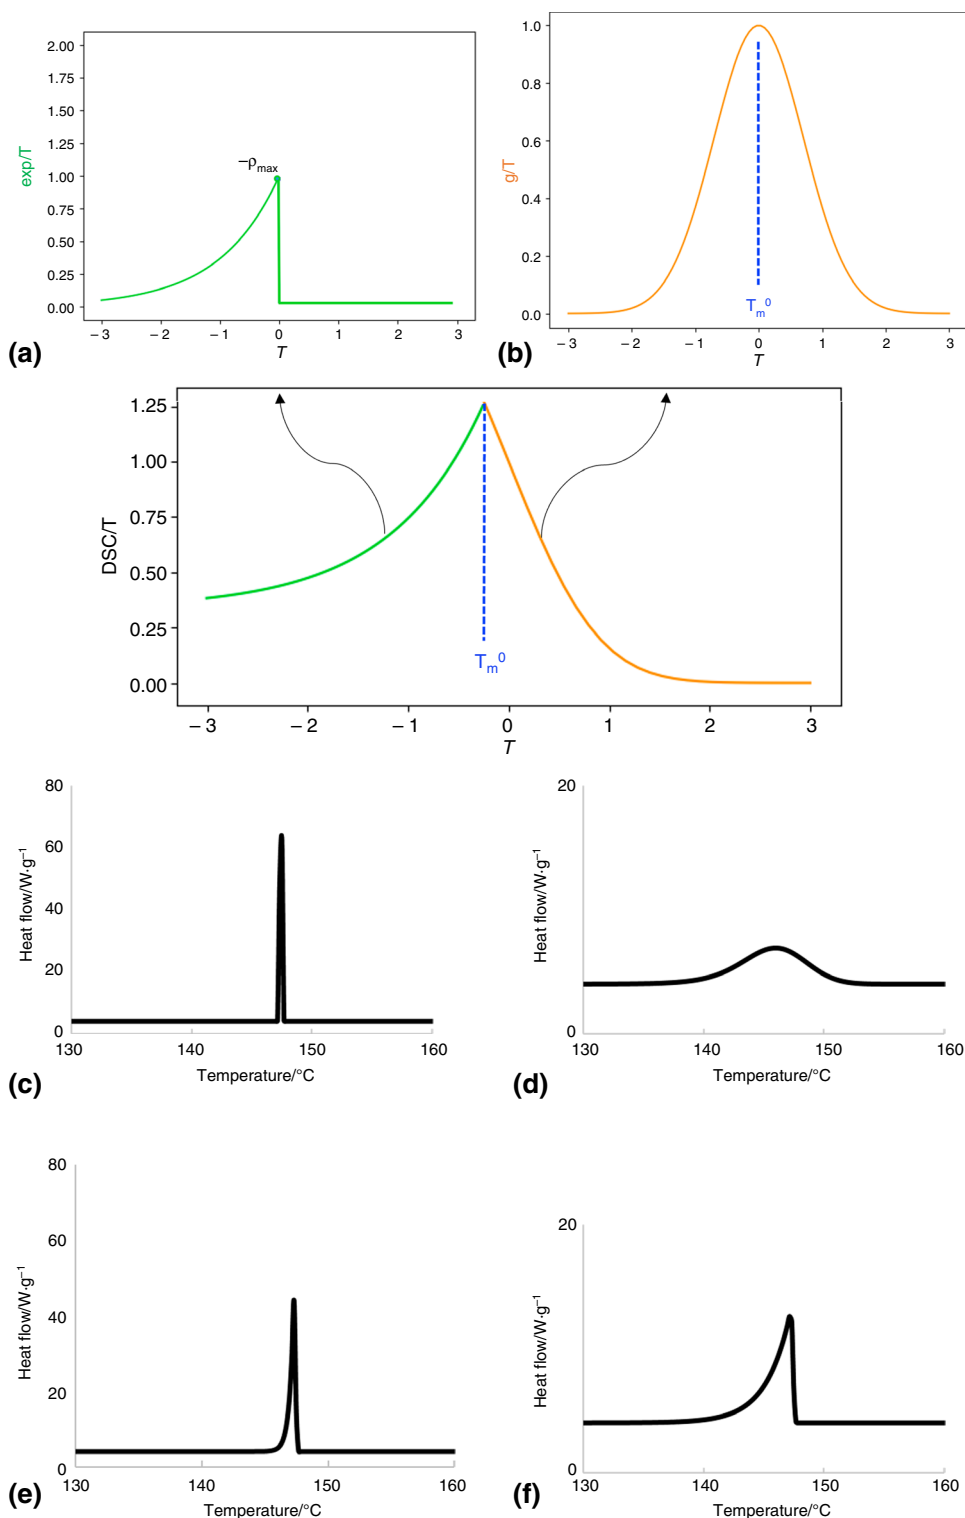 2.00
1.75
1.50
1.25
1.00
0.75
0.50
0.25
0.00
exp/T
−ρmax
−3 −2 −1 0 1 2 3
T
(a)
1.0
0.8
0.6
0.4
0.2
0.0
g/T
Tm0
−3 −2 −1 0 1 2 3
T
(b)
1.25
1.00
0.75
0.50
0.25
0.00
DSC/T
Tm0
−3 −2 −1 0 1 2 3
T
80
60
40
20
0
Heat flow/W·g−1
130 140 150 160
Temperature/°C
(c)
20
0
Heat flow/W·g−1
130 140 150 160
Temperature/°C
(d)
80
60
40
20
0
Heat flow/W·g−1
130 140 150 160
Temperature/°C
(e)
20
0
Heat flow/W·g−1
130 140 150 160
Temperature/°C
(f)